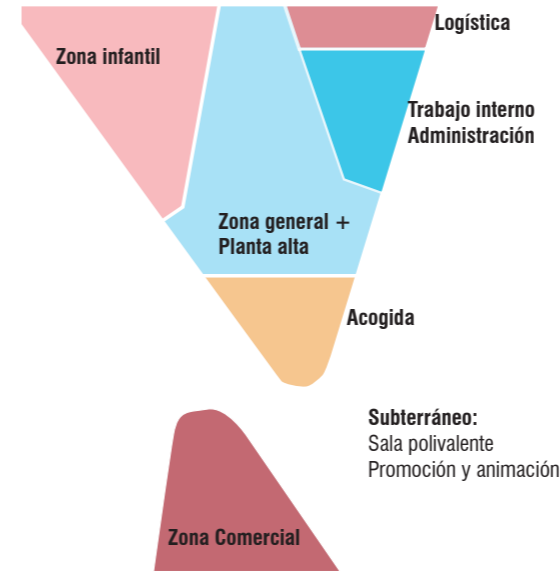 Logística
Zona infantil
Trabajo interno
Administración
Zona general +
Planta alta
Acogida
Subterráneo:
Sala polivalente
Promoción y animación
Zona Comercial